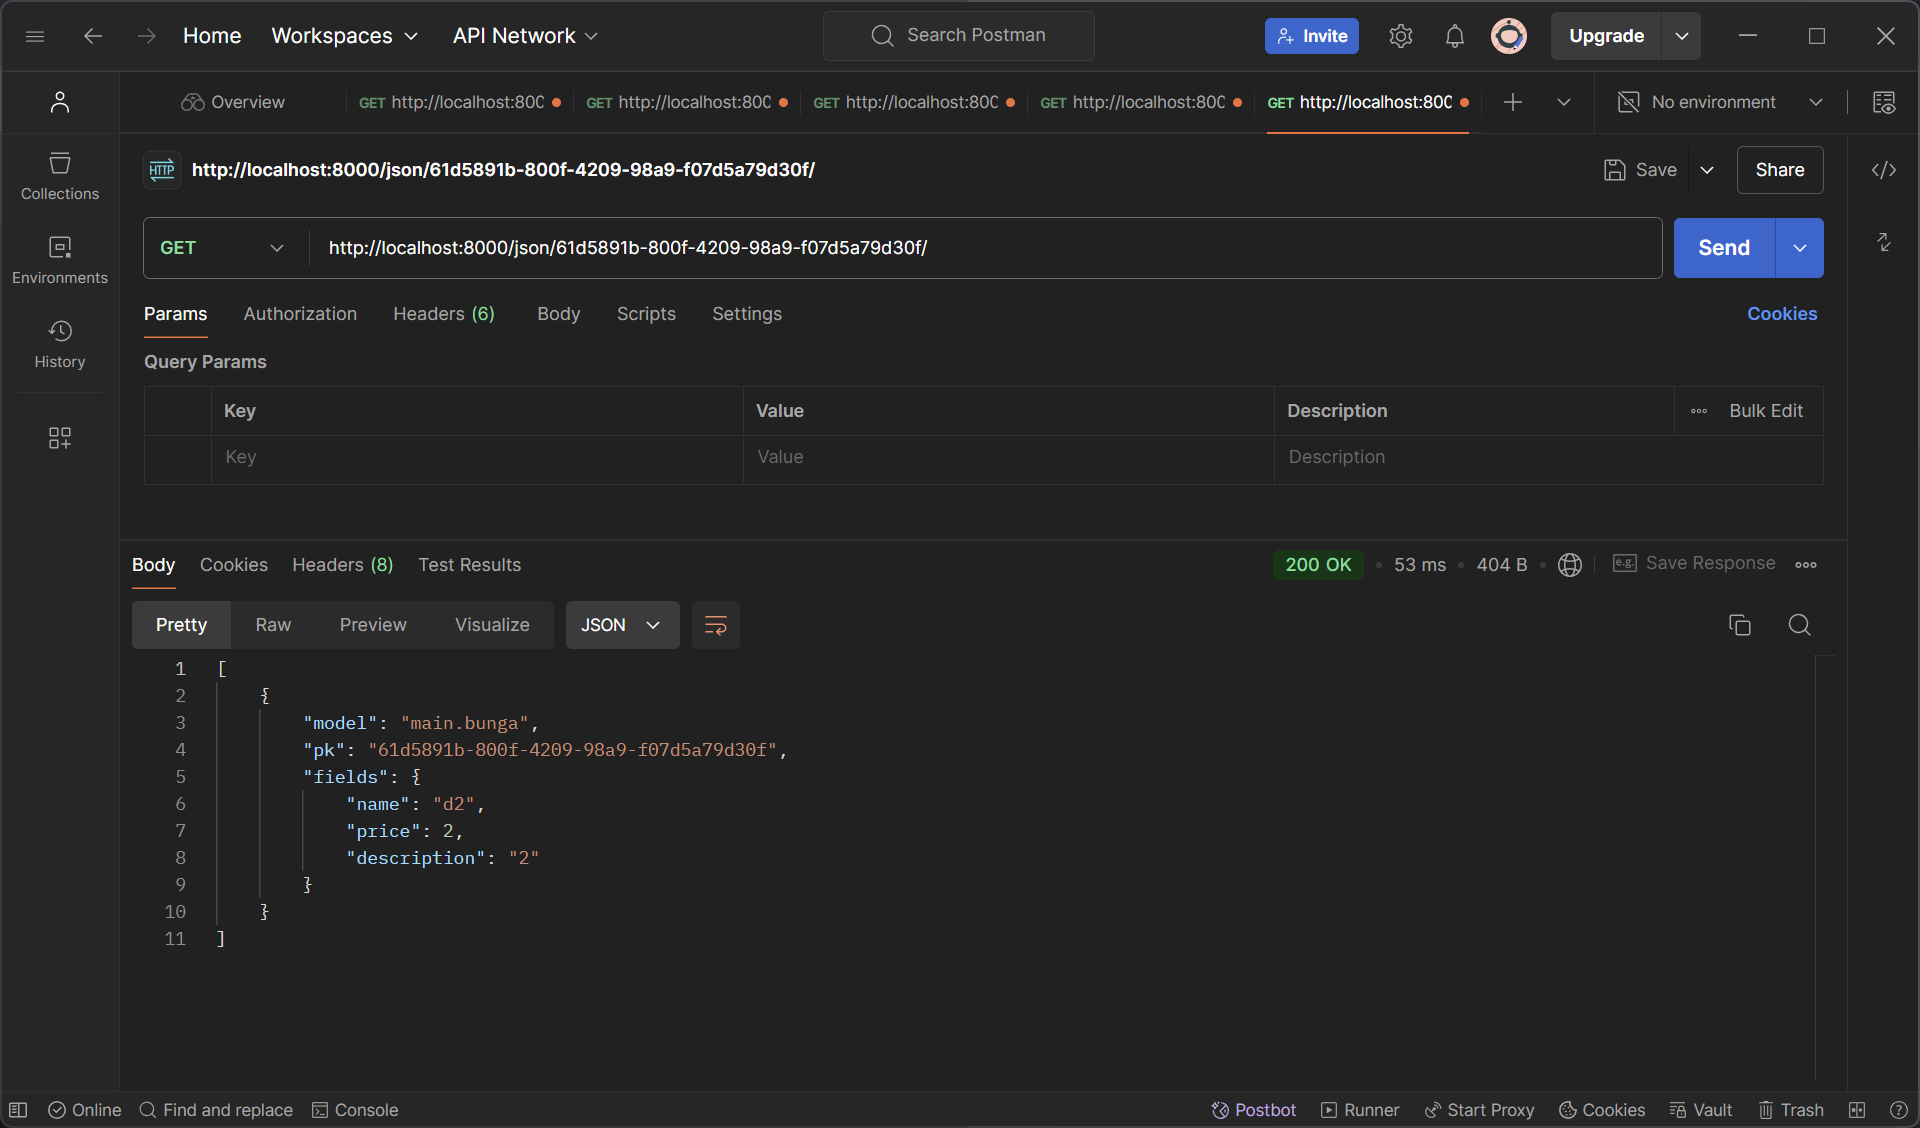 Home Workspaces API Network Search Postman Invite Upgrade
Overview GET http://localhost:800 GET http://localhost:800 GET http://localhost:800 GET http://localhost:800 GET http://localhost:800 No environment
Collections
Environments
History
HTTP http://localhost:8000/json/61d5891b-800f-4209-98a9-f07d5a79d30f/ Save Share
GET http://localhost:8000/json/61d5891b-800f-4209-98a9-f07d5a79d30f/ Send
Params Authorization Headers (6) Body Scripts Settings Cookies
Query Params
Key Value Description Bulk Edit
Key Value Description
Body Cookies Headers (8) Test Results 200 OK 53 ms 404 B e.g. Save Response
Pretty Raw Preview Visualize JSON
1 [
2 {
3 "model": "main.bunga",
4 "pk": "61d5891b-800f-4209-98a9-f07d5a79d30f",
5 "fields": {
6 "name": "d2",
7 "price": 2,
8 "description": "2"
9 }
10 }
11 ]
Online Find and replace Console Postbot Runner Start Proxy Cookies Vault Trash